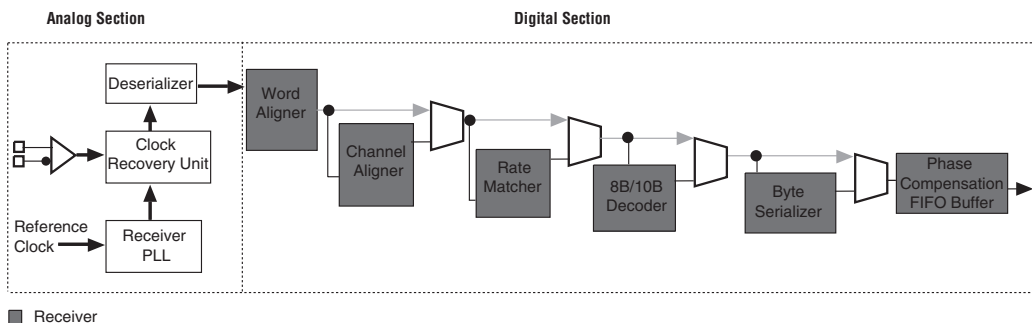 Analog Section
Digital Section
Deserializer
Clock
Recovery Unit
Reference
Clock
Receiver
PLL
Word
Aligner
Channel
Aligner
Rate
Matcher
8B/10B
Decoder
Byte
Serializer
Phase
Compensation
FIFO Buffer
Receiver